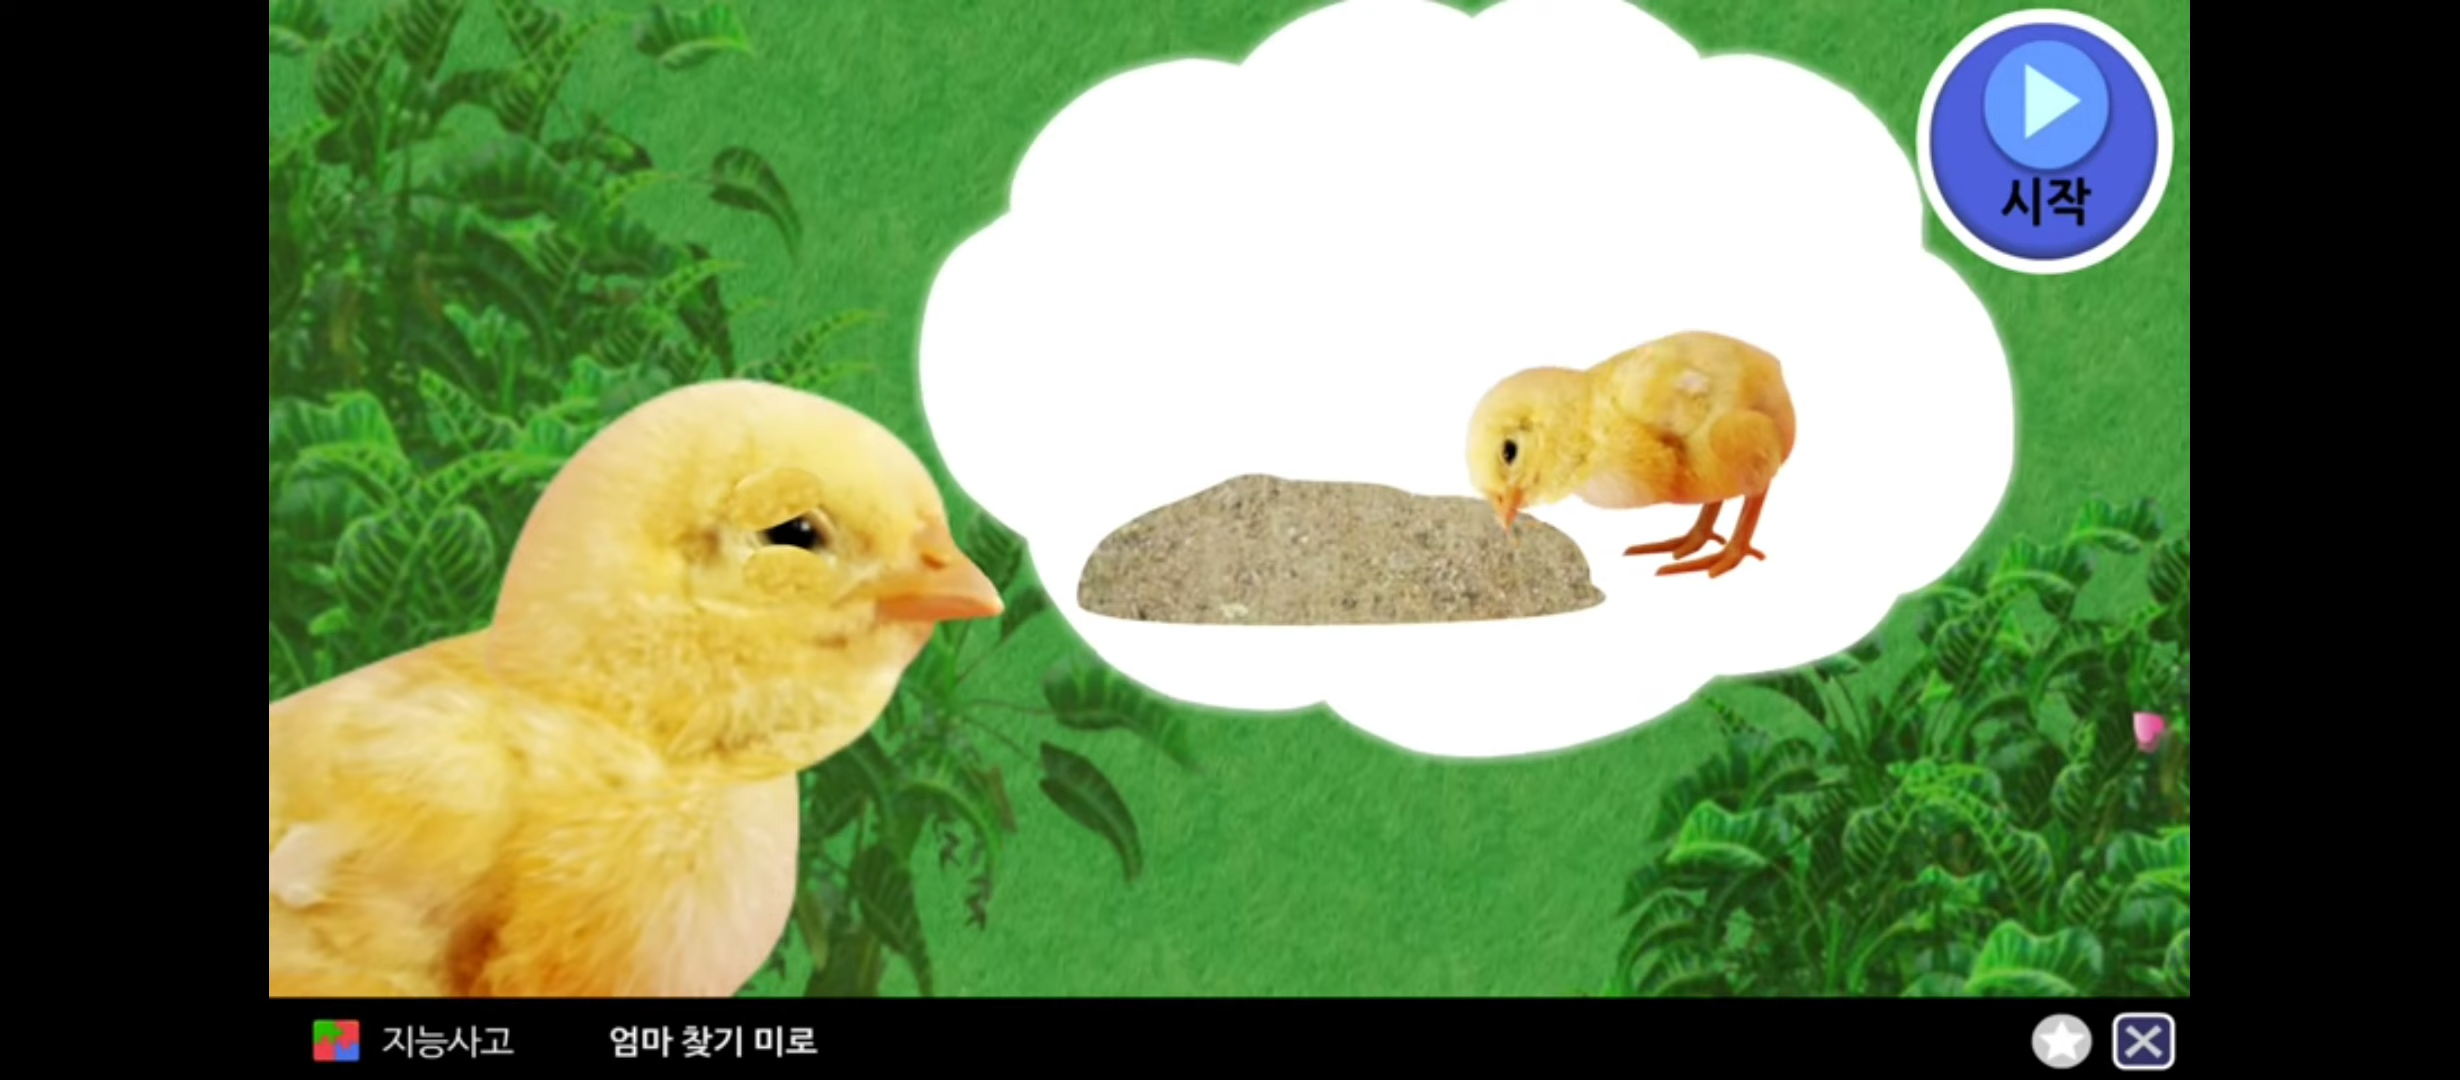 시작
지능사고
엄마 찾기 미로